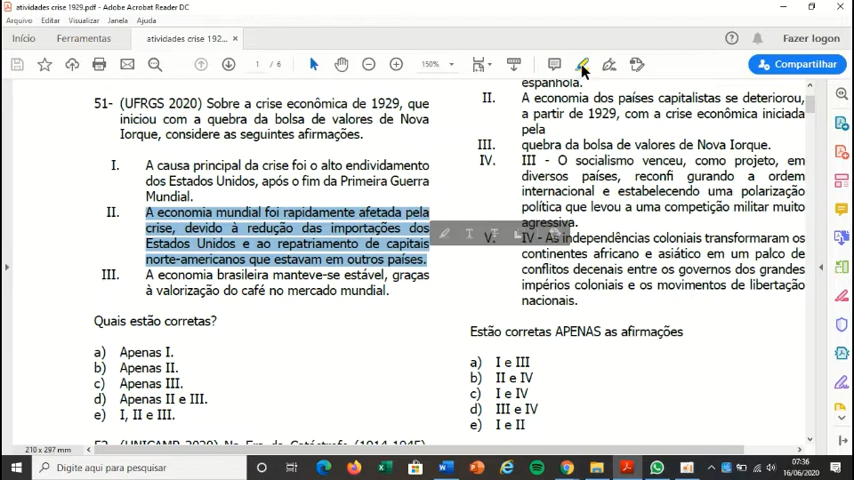 atividades crise 1929.pdf - Adobe Acrobat Reader DC
Arquivo Editar Visualizar Janela Ajuda
Início Ferramentas atividades crise 192... × Fazer logon
1 / 6 150% Compartilhar
51- (UFRGS 2020) Sobre a crise econômica de 1929, que
iniciou com a quebra da bolsa de valores de Nova
Iorque, considere as seguintes afirmações.
I. A causa principal da crise foi o alto endividamento
dos Estados Unidos, após o fim da Primeira Guerra
Mundial.
II. A economia mundial foi rapidamente afetada pela
crise, devido à redução das importações dos
Estados Unidos e ao repatriamento de capitais
norte-americanos que estavam em outros países.
III. A economia brasileira manteve-se estável, graças
à valorização do café no mercado mundial.
Quais estão corretas?
a) Apenas I.
b) Apenas II.
c) Apenas III.
d) Apenas II e III.
e) I, II e III.
52- (UNICAMP 2020) Na Era da Catástrofe (1914-1945),
espanhola.
II. A economia dos países capitalistas se deteriorou,
a partir de 1929, com a crise econômica iniciada
pela
III. quebra da bolsa de valores de Nova Iorque.
IV. III - O socialismo venceu, como projeto, em
diversos países, reconfi gurando a ordem
internacional e estabelecendo uma polarização
política que levou a uma competição militar muito
agressiva.
V. IV - As independências coloniais transformaram os
continentes africano e asiático em um palco de
conflitos decenais entre os governos dos grandes
impérios coloniais e os movimentos de libertação
nacionais.
Estão corretas APENAS as afirmações
a) I e III
b) II e IV
c) I e IV
d) III e IV
e) I e II
210 x 297 mm
Digite aqui para pesquisar
07:36
16/06/2020